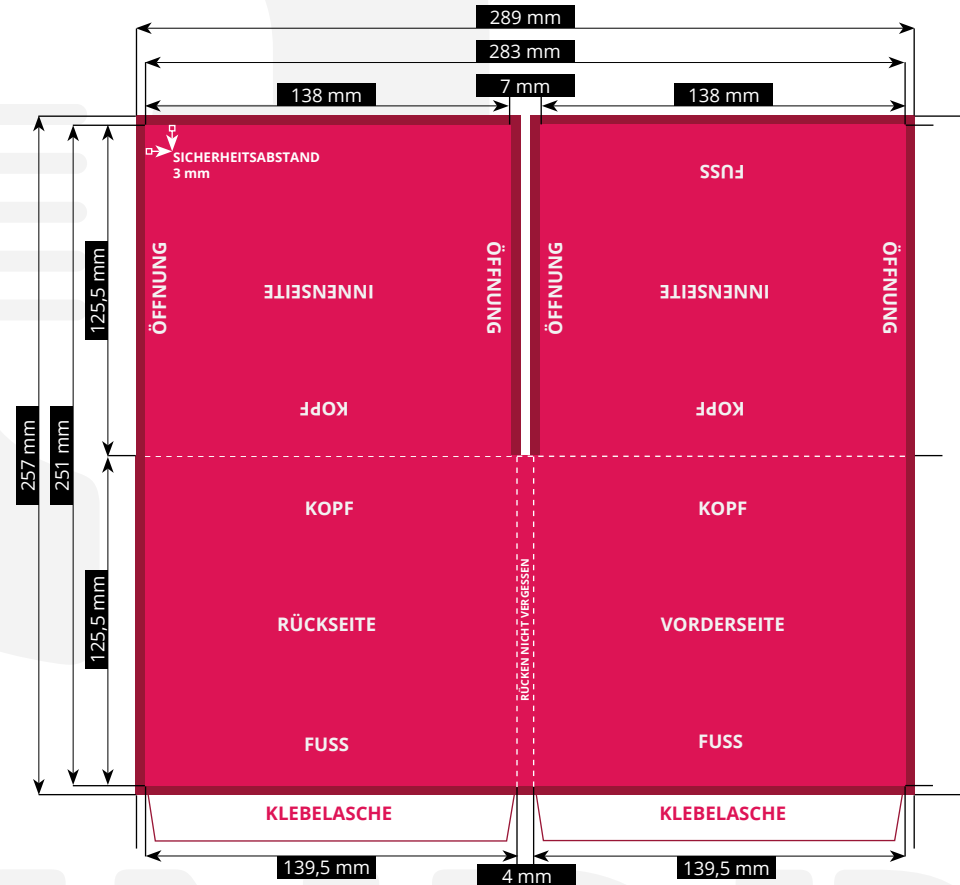 289 mm
283 mm
7 mm
138 mm
138 mm
SICHERHEITSABSTAND
3 mm
FUSS
ÖFFNUNG
ÖFFNUNG
ÖFFNUNG
ÖFFNUNG
INNENSEITE
INNENSEITE
125,5 mm
KOPF
KOPF
257 mm
251 mm
KOPF
KOPF
RÜCKEN NICHT VERGESSEN
125,5 mm
RÜCKSEITE
VORDERSEITE
FUSS
FUSS
KLEBELASCHE
KLEBELASCHE
139,5 mm
4 mm
139,5 mm